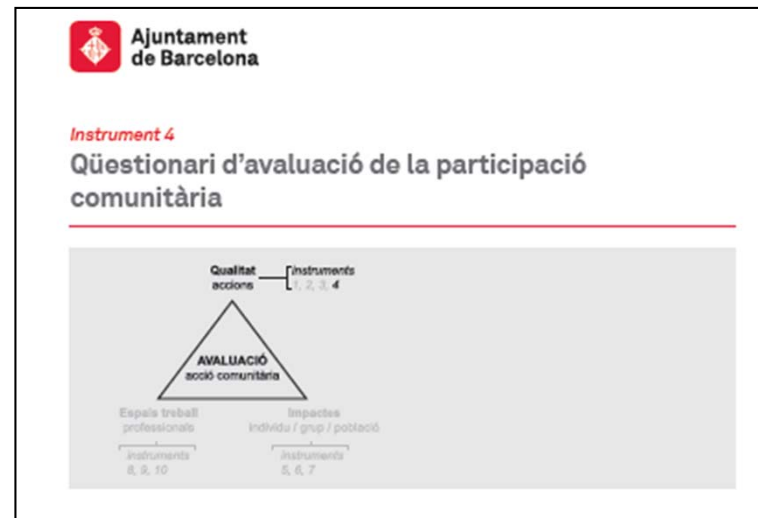 Ajuntament
de Barcelona
Instrument 4
Qüestionari d'avaluació de la participació
comunitària
Qualitat
accions
instruments
1, 2, 3, 4
AVALUACIÓ
acció comunitària
Espais treball
professionals
instruments
8, 9, 10
Impactes
individu / grup / població
instruments
5, 6, 7